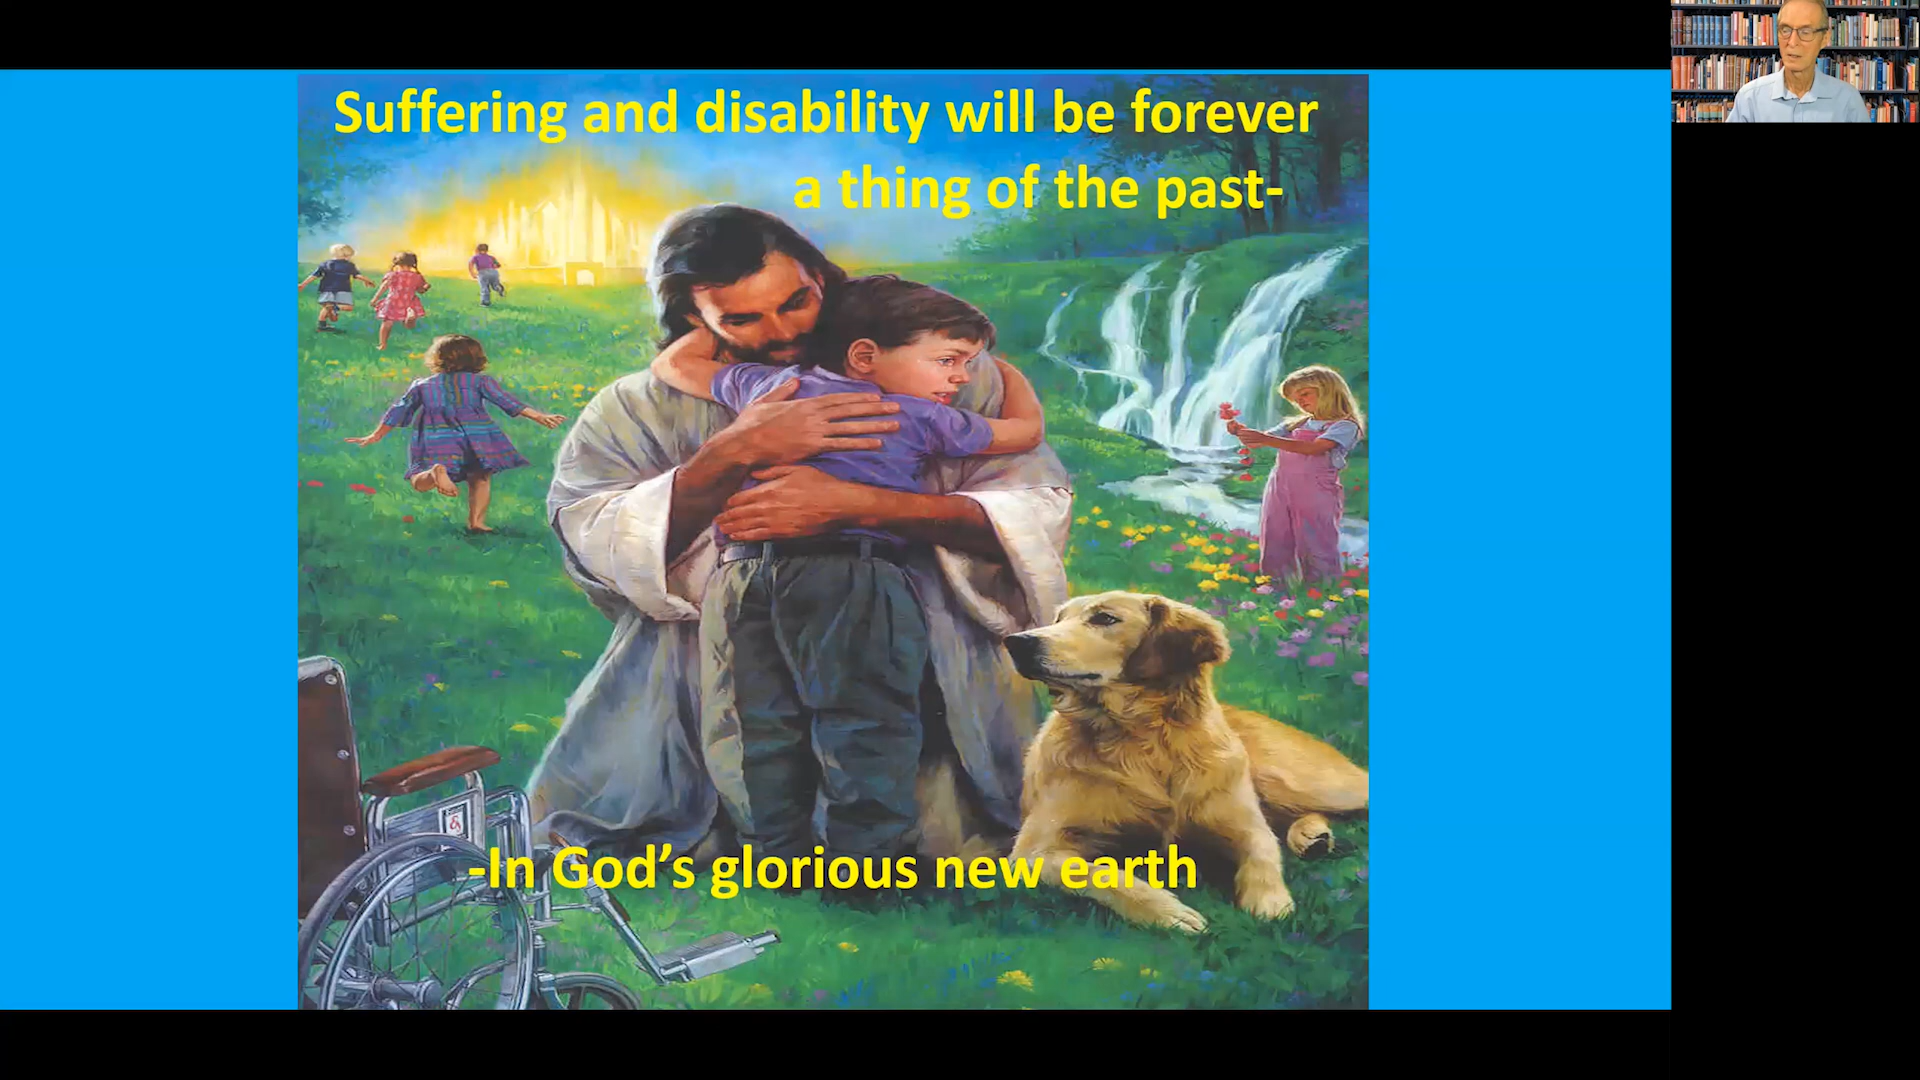 Suffering and disability will be forever
a thing of the past-
-In God's glorious new earth